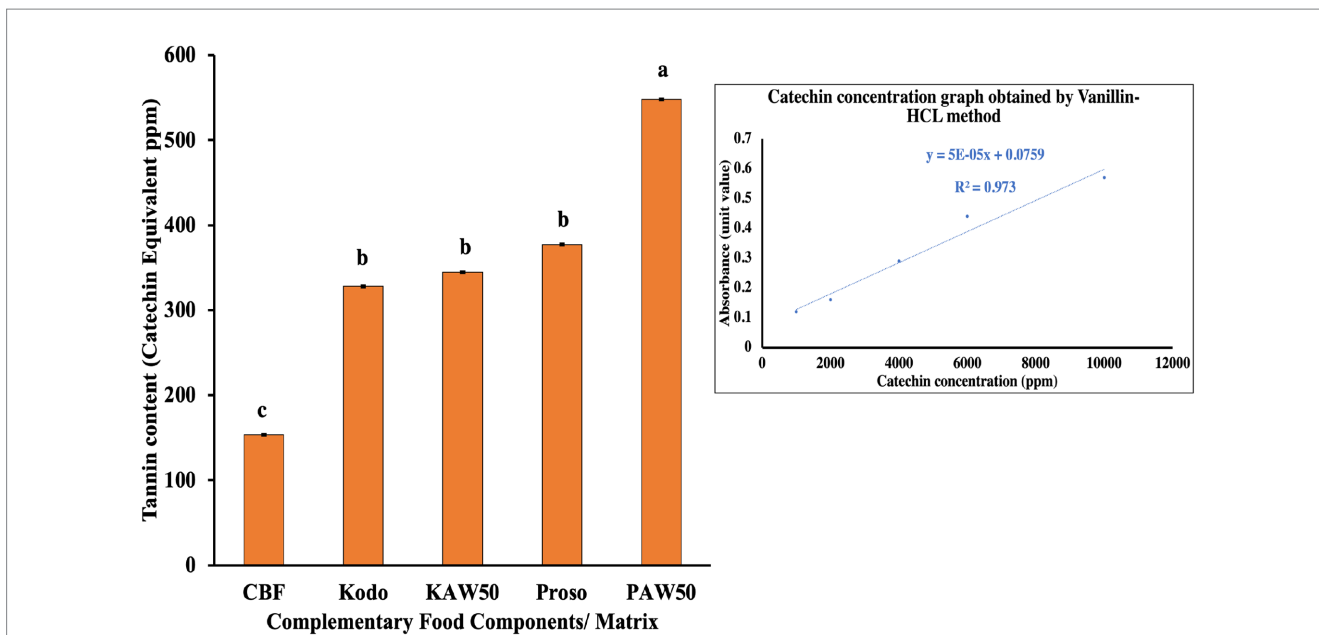 Tannin content (Catechin Equivalent ppm)
600
500
400
300
200
100
0
c
b
b
b
a
CBF Kodo KAW50 Proso PAW50
Complementary Food Components/ Matrix
Catechin concentration graph obtained by Vanillin-
HCL method
y = 5E-05x + 0.0759
R² = 0.973
Absorbance (unit value)
0.7
0.6
0.5
0.4
0.3
0.2
0.1
0
0 2000 4000 6000 8000 10000 12000
Catechin concentration (ppm)